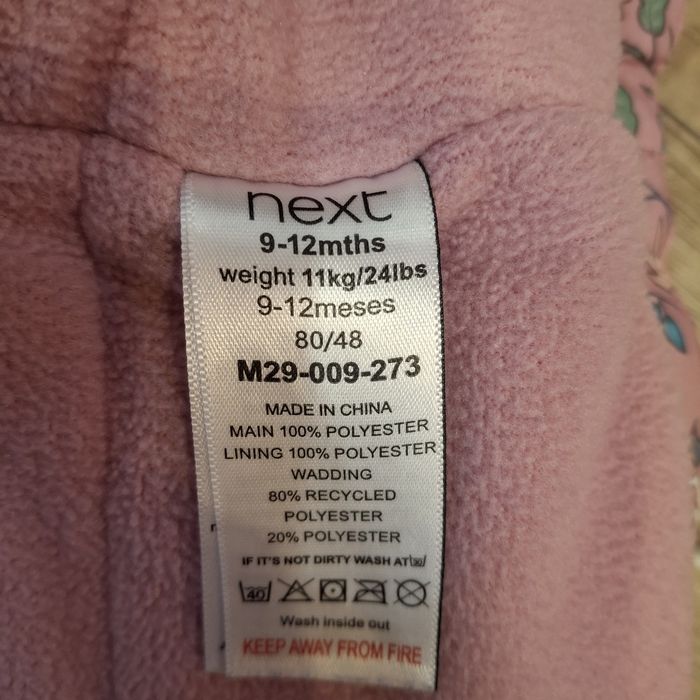 next
9-12mths
weight 11kg/24lbs
9-12meses
80/48
M29-009-273
MADE IN CHINA
MAIN 100% POLYESTER
LINING 100% POLYESTER
WADDING
80% RECYCLED
POLYESTER
20% POLYESTER
IF IT'S NOT DIRTY WASH AT 30
40
Wash inside out
KEEP AWAY FROM FIRE